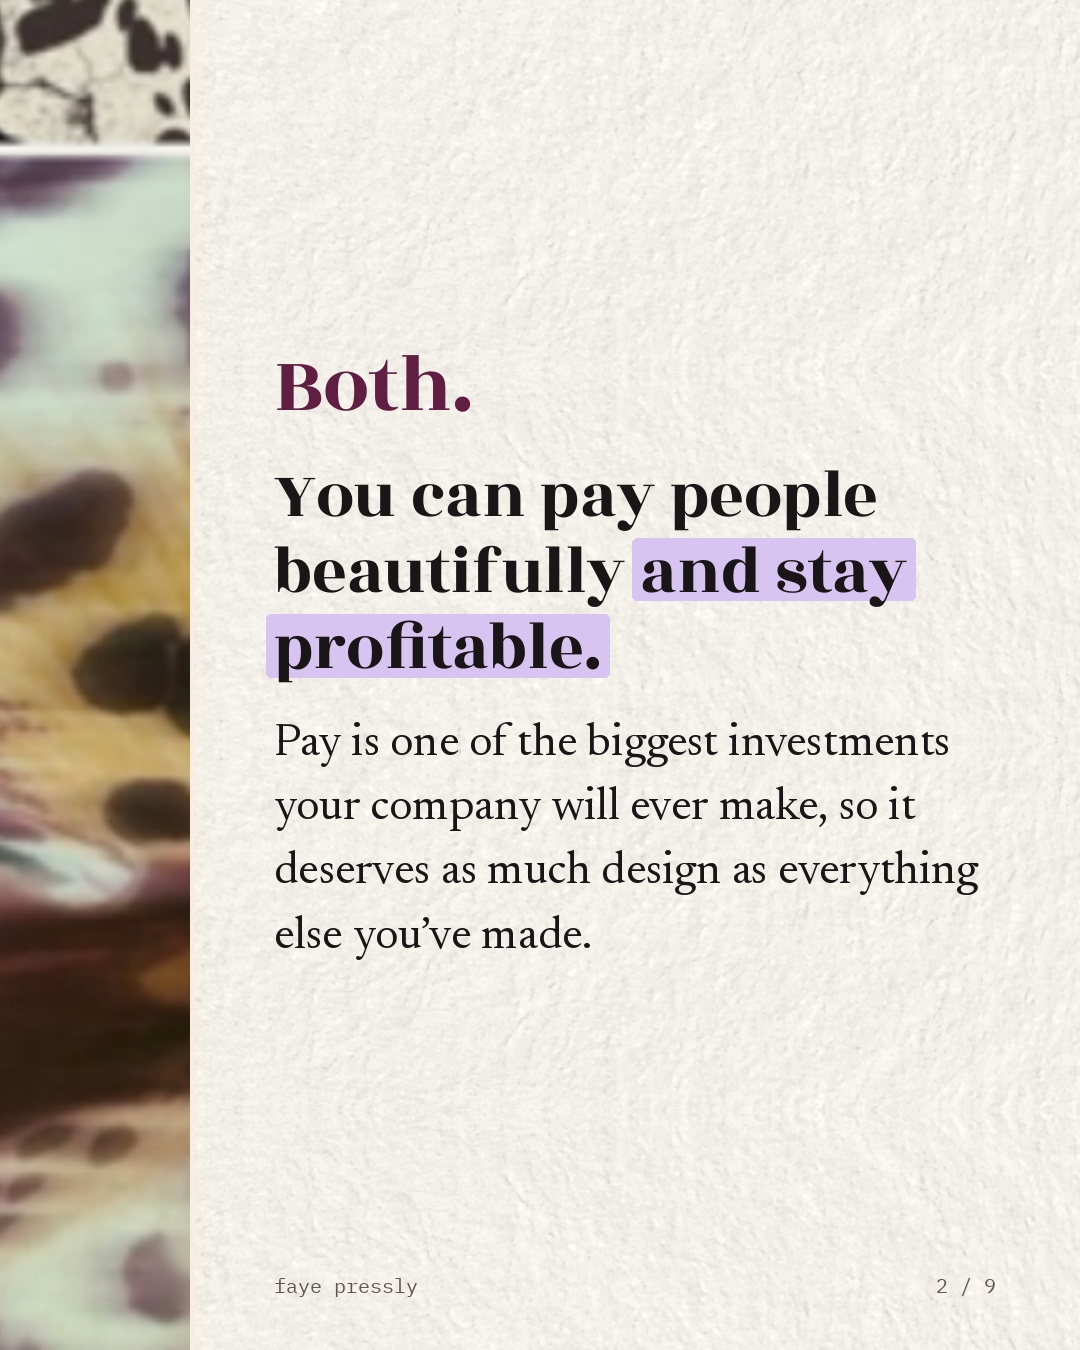 Both.
You can pay people
beautifully and stay
profitable.
Pay is one of the biggest investments
your company will ever make, so it
deserves as much design as everything
else you’ve made.
faye pressly
2 / 9